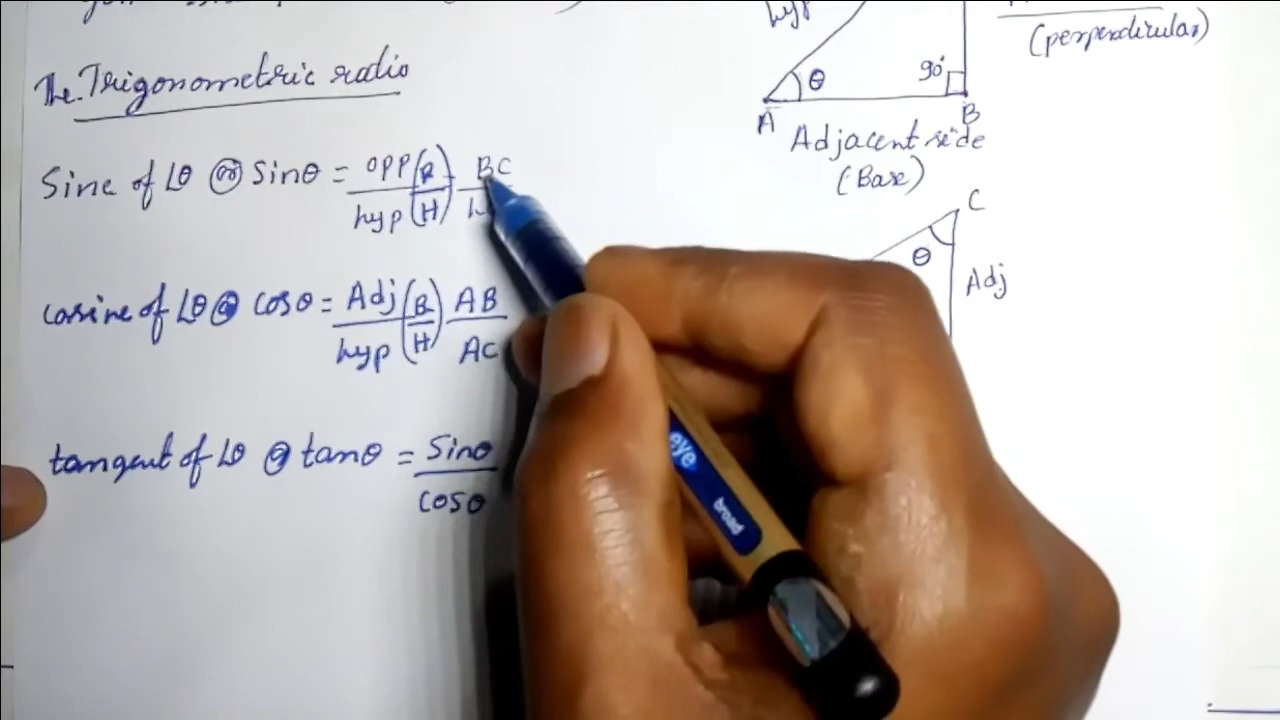 hyp
(perpendicular)
The Trigonometric ratio
θ
90°
A
B
Adjacent side
(Base)
Sine of ∠θ or Sinθ = opp/hyp (P/H) BC
C
θ
Adj
cosine of ∠θ or cosθ = Adj/hyp (B/H) AB/AC
tangent of ∠θ or tanθ = Sinθ/cosθ
eye
broad